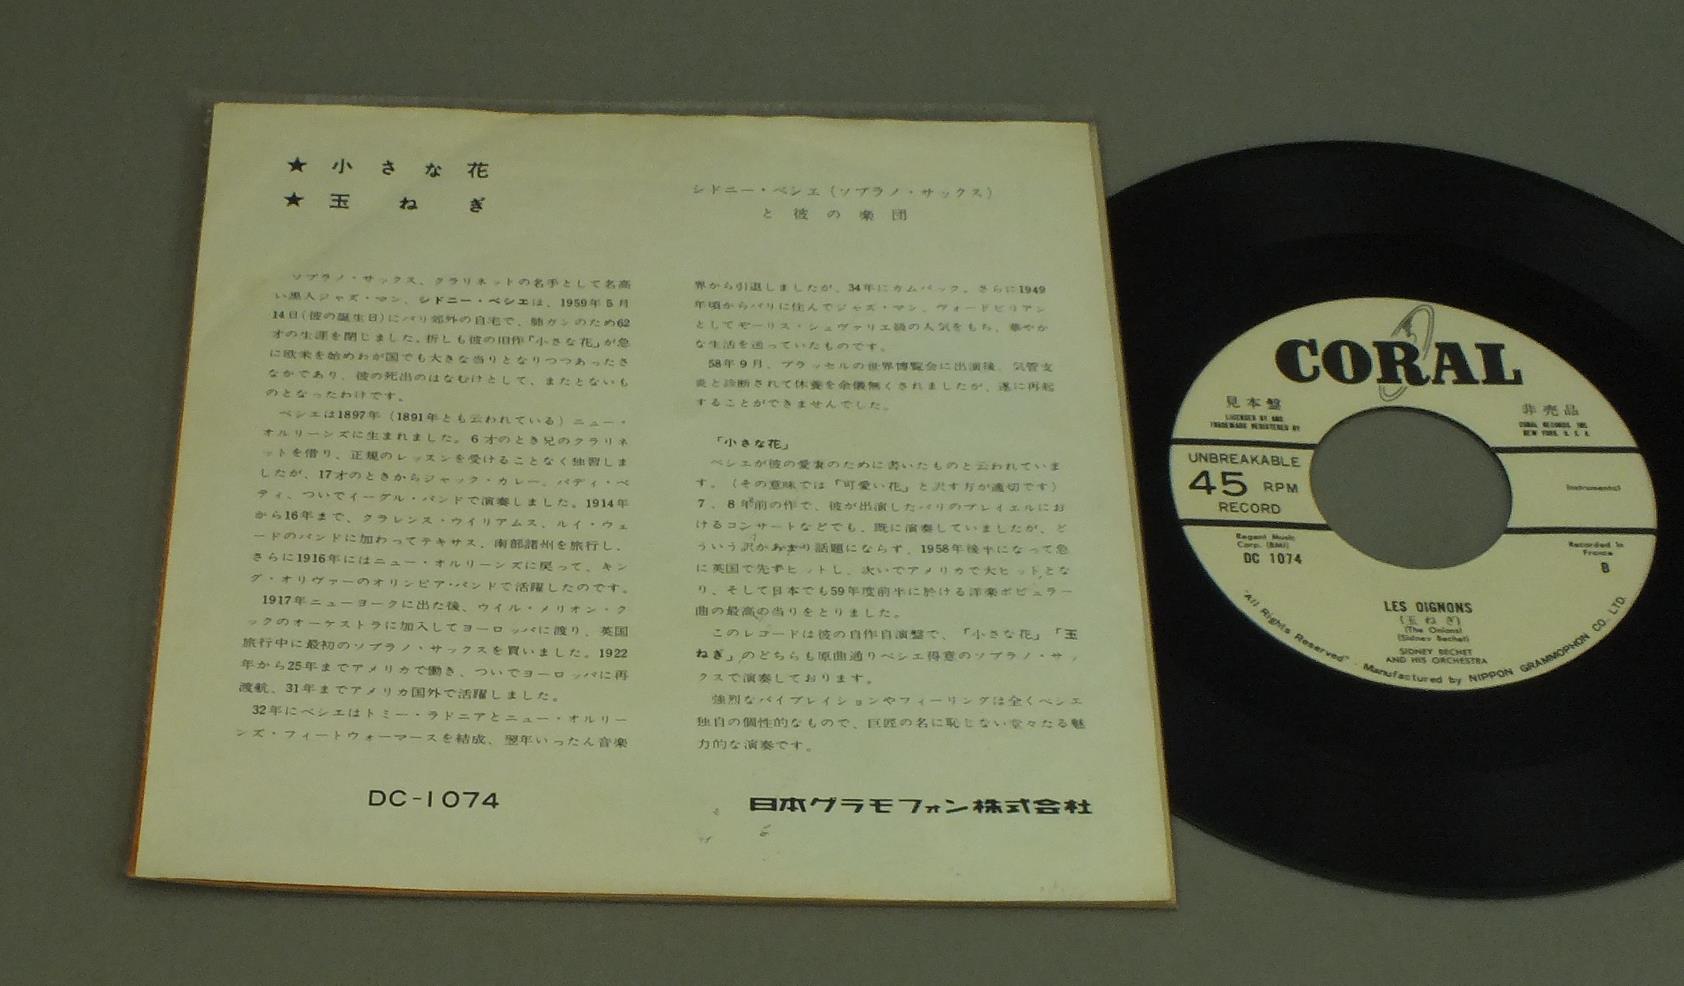 ★ 小さな花
★ 玉ねぎ
シドニー・ベシエ（ソプラノ・サックス）
と彼の楽団
ソプラノ・サックス、クラリネットの名手として名高
い黒人ジャズ・マン、シドニー・ベシエは、1959年5月
14日（彼の誕生日）にパリ郊外の自宅で、肺ガンのため62
才の生涯を閉じました。折しも彼の旧作「小さな花」が急
に欧米を始めわが国でも大きな当りとなりつつあったさ
なかであり、彼の死出のはなむけとして、またとないも
のとなったわけです。
ベシエは1897年（1891年とも云われている）ニュー・
オルリーンズに生まれました。6才のとき兄のクラリネ
ットを借り、正規のレッスンを受けることなく独習しま
したが、17才のときからジャック・カレー、バディ・ペ
ティ、ついでイーグル・バンドで演奏しました。1914年
から16年まで、クラレンス・ウイリアムス、ルイ・ウェ
ードのバンドに加わってテキサス、南部諸州を旅行し、
さらに1916年にはニュー・オルリーンズに戻って、キン
グ・オリヴァーのオリンピア・バンドで活躍したのです。
1917年ニューヨークに出た後、ウイル・メリオン・ク
ックのオーケストラに加入してヨーロッパに渡り、英国
旅行中に最初のソプラノ・サックスを買いました。1922
年から25年までアメリカで働き、ついでヨーロッパに再
渡航、31年までアメリカ国外で活躍しました。
32年にベシエはトミー・ラドニアとニュー・オルリー
ンズ・フィートウォーマースを結成、翌年いったん音楽
界から引退しましたが、34年にカムバック。さらに1949
年頃からパリに住んでジャズ・マン、ヴォードビリアン
としてモーリス・シュヴァリエ級の人気をもち、華やか
な生活を送っていたものです。
58年9月、ブラッセルの世界博覧会に出演後、気管支
炎と診断されて休養を余儀無くされましたが、遂に再起
することができませんでした。
「小さな花」
ベシエが彼の愛妻のために書いたものと云われていま
す。（その意味では「可愛い花」と訳す方が適切です）
7、8年前の作で、彼が出演したパリのプレイエルにお
けるコンサートなどでも、既に演奏していましたが、ど
ういう訳かあまり話題にならず、1958年後半になって急
に英国で先ずヒットし、次いでアメリカで大ヒットとな
り、そして日本でも59年度前半に於ける洋楽ポピュラー
曲の最高の当りをとりました。
このレコードは彼の自作自演盤で、「小さな花」「玉
ねぎ」のどちらも原曲通りベシエ得意のソプラノ・サッ
クスで演奏しております。
強烈なバイブレイションやフィーリングは全くベシエ
独自の個性的なもので、巨匠の名に恥じない堂々たる魅
力的な演奏です。
DC-1074
日本グラモフォン株式会社
CORAL
見本盤
LICENSED BY AND
TRADEMARK REGISTERED BY
非売品
CORAL RECORDS, INC
NEW YORK, U. S. A.
UNBREAKABLE
45 RPM
RECORD
(Instrumental)
Regent Music
Corp. (BMI)
DC 1074
Recorded in
France
B
LES OIGNONS
(玉ねぎ)
(The Onions)
(Sidney Bechet)
SIDNEY BECHET
AND HIS ORCHESTRA
"All Rights Reserved" · Manufactured by NIPPON GRAMMOPHON CO., LTD.